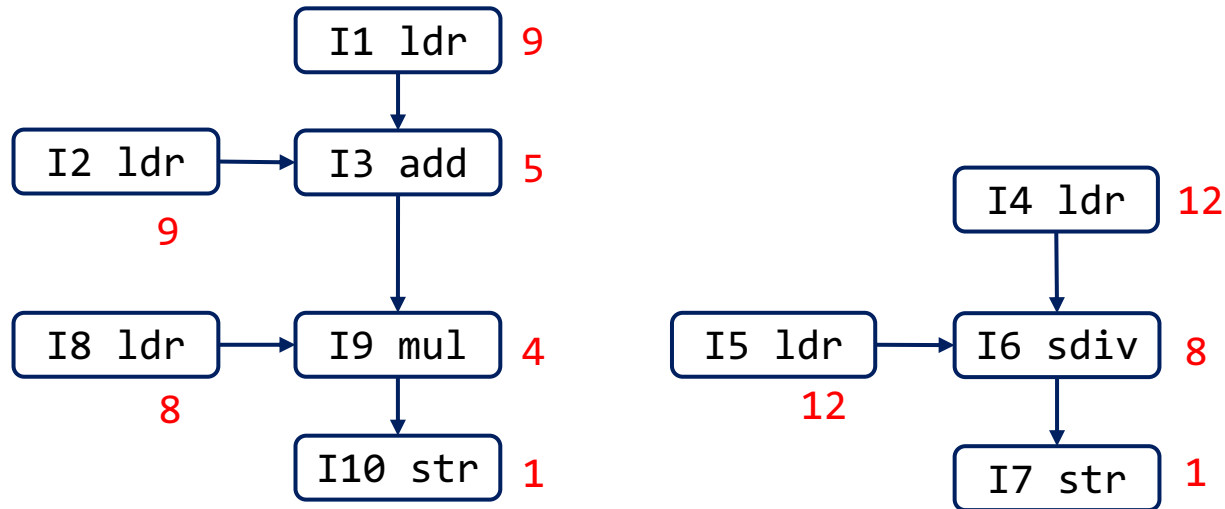 I1 ldr 9
I2 ldr
I3 add 5
9
I8 ldr
I9 mul 4
8
I10 str 1
I4 ldr 12
I5 ldr
I6 sdiv 8
12
I7 str 1